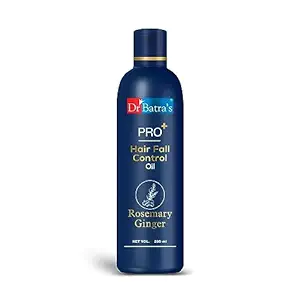 Dr Batra's
PRO+
Hair Fall
Control
Oil
Rosemary
Ginger
NET VOL. 200 ml